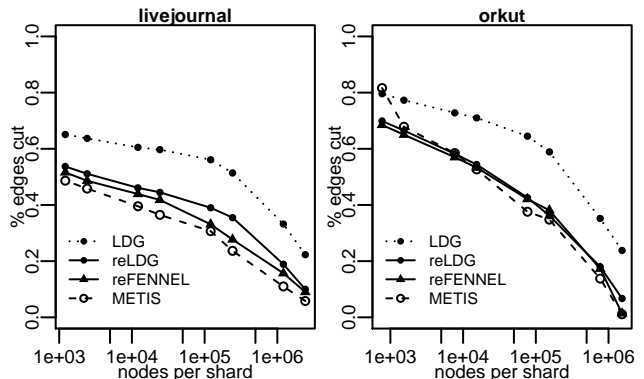 livejournal
% edges cut
0.0 0.2 0.4 0.6 0.8 1.0
LDG
reLDG
reFENNEL
METIS
1e+03 1e+04 1e+05 1e+06
nodes per shard
orkut
% edges cut
0.0 0.2 0.4 0.6 0.8 1.0
LDG
reLDG
reFENNEL
METIS
1e+03 1e+04 1e+05 1e+06
nodes per shard